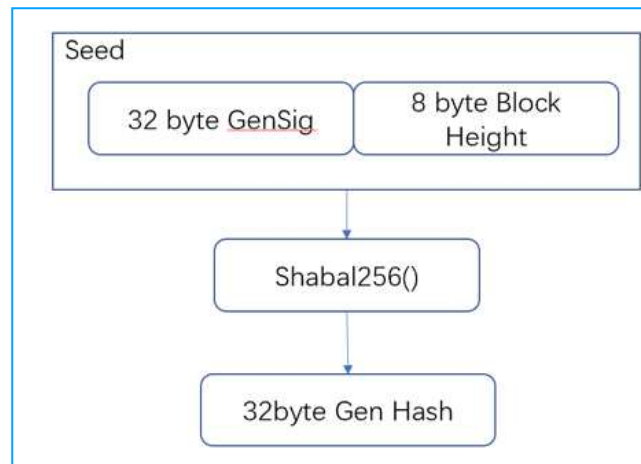 Seed
32 byte GenSig
8 byte Block
Height
Shabal256()
32byte Gen Hash